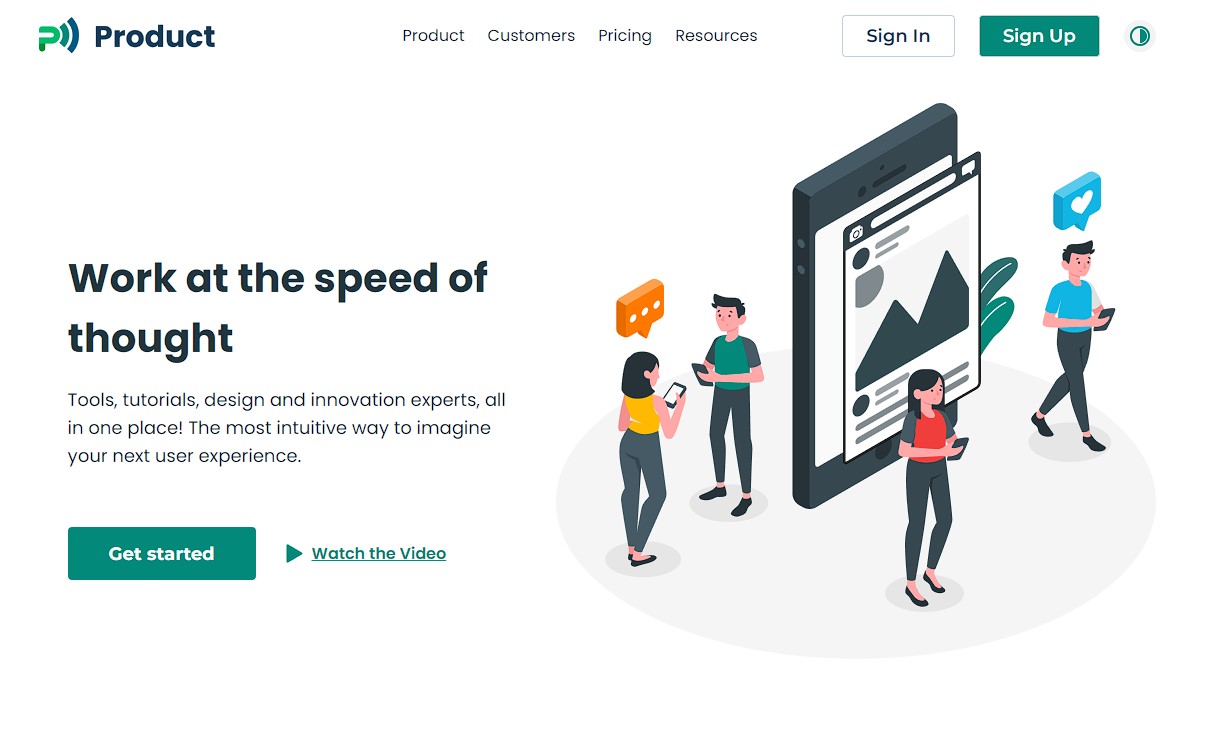 Product
Product Customers Pricing Resources Sign In Sign Up
Work at the speed of
thought
Tools, tutorials, design and innovation experts, all
in one place! The most intuitive way to imagine
your next user experience.
Get started Watch the Video